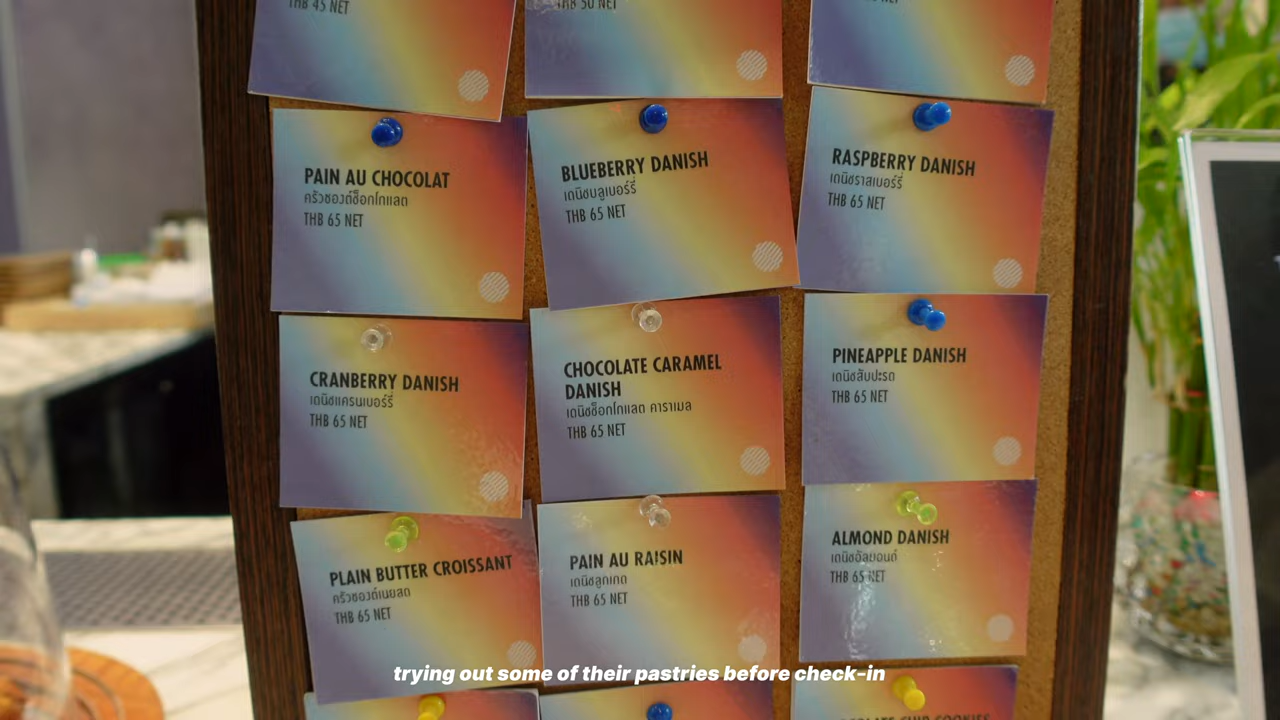 THB 45 NET
THB 50 NET
PAIN AU CHOCOLAT
ครัวซองต์ช็อกโกแลต
THB 65 NET
BLUEBERRY DANISH
เดนิชบลูเบอร์รี่
THB 65 NET
RASPBERRY DANISH
เดนิชราสเบอร์รี่
THB 65 NET
CRANBERRY DANISH
เดนิชแครนเบอร์รี่
THB 65 NET
CHOCOLATE CARAMEL
DANISH
เดนิชช็อกโกแลต คาราเมล
THB 65 NET
PINEAPPLE DANISH
เดนิชสับปะรด
THB 65 NET
PLAIN BUTTER CROISSANT
ครัวซองต์เนยสด
THB 65 NET
PAIN AU RAISIN
เดนิชลูกเกด
THB 65 NET
ALMOND DANISH
เดนิชอัลมอนด์
THB 65 NET
CHIP COOKIES
trying out some of their pastries before check-in